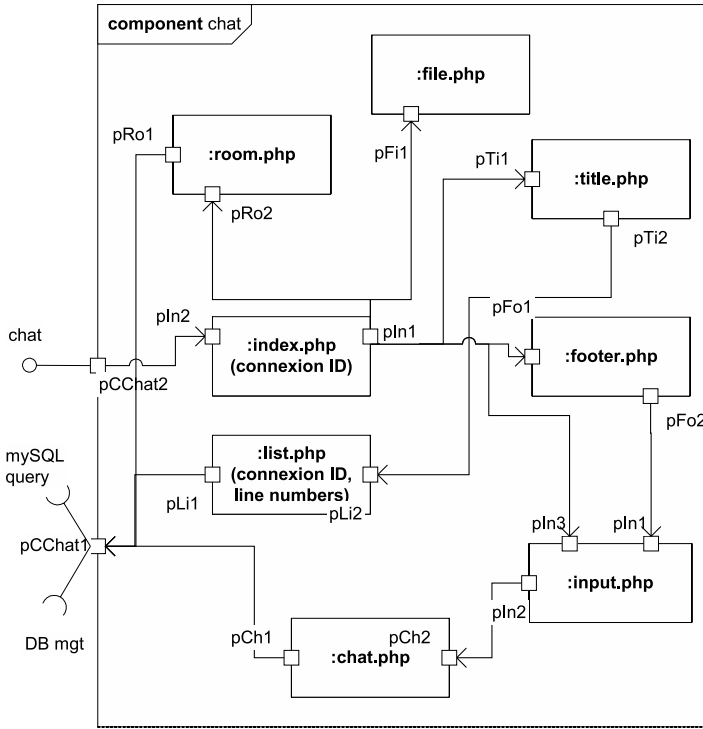 component chat
:file.php
pRo1
:room.php
pFi1
pTi1
:title.php
pRo2
pTi2
pIn2
pIn1
pFo1
chat
:index.php
(connexion ID)
:footer.php
pCChat2
pFo2
mySQL
query
:list.php
(connexion ID,
line numbers)
pLi1
pLi2
pIn3
pIn1
pCChat1
:input.php
pIn2
DB mgt
pCh1
pCh2
:chat.php